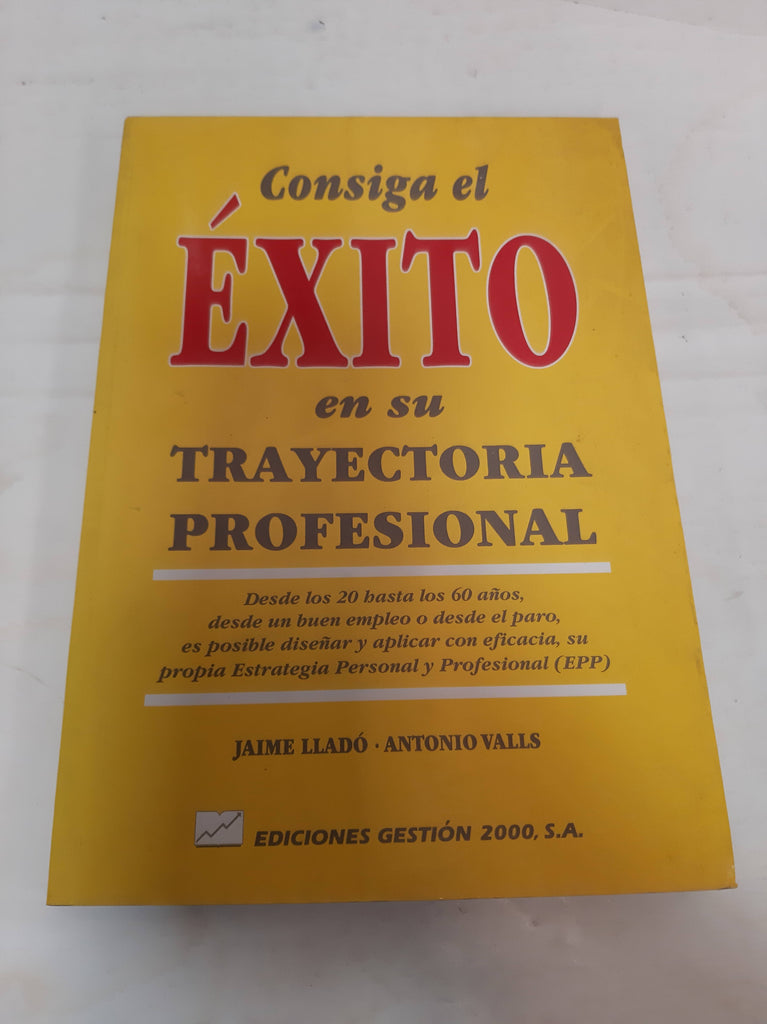 Consiga el
ÉXITO
en su
TRAYECTORIA
PROFESIONAL
Desde los 20 hasta los 60 años,
desde un buen empleo o desde el paro,
es posible diseñar y aplicar con eficacia, su
propia Estrategia Personal y Profesional (EPP)
JAIME LLADÓ · ANTONIO VALLS
EDICIONES GESTIÓN 2000, S.A.